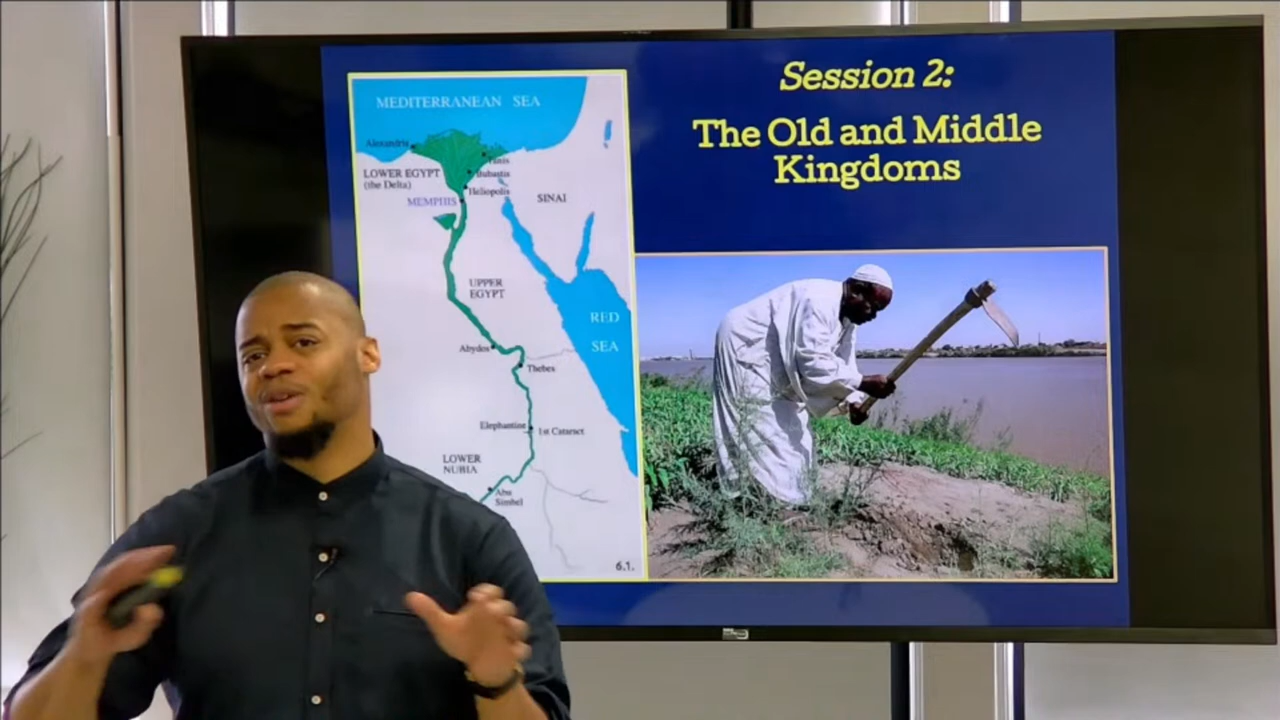 Session 2:
The Old and Middle
Kingdoms
MEDITERRANEAN SEA
Alexandria
Tanis
LOWER EGYPT
(the Delta)
Bubastis
Heliopolis
MEMPHIS
SINAI
UPPER
EGYPT
RED
SEA
Abydos
Thebes
Elephantine
1st Cataract
LOWER
NUBIA
Abu
Simbel
6.1.